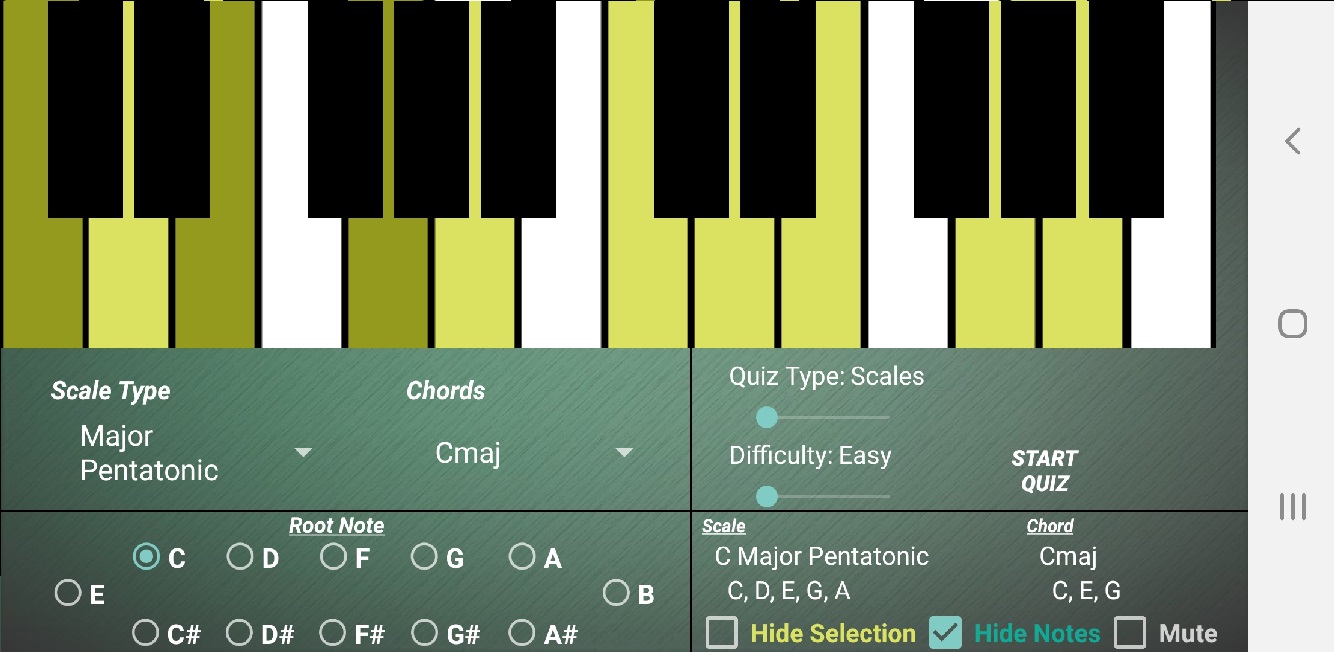 Scale Type
Chords
Major
Pentatonic
Cmaj
Quiz Type: Scales
Difficulty: Easy
START
QUIZ
Root Note
C D F G A
E B
C# D# F# G# A#
Scale
Chord
C Major Pentatonic
Cmaj
C, D, E, G, A
C, E, G
Hide Selection
Hide Notes
Mute